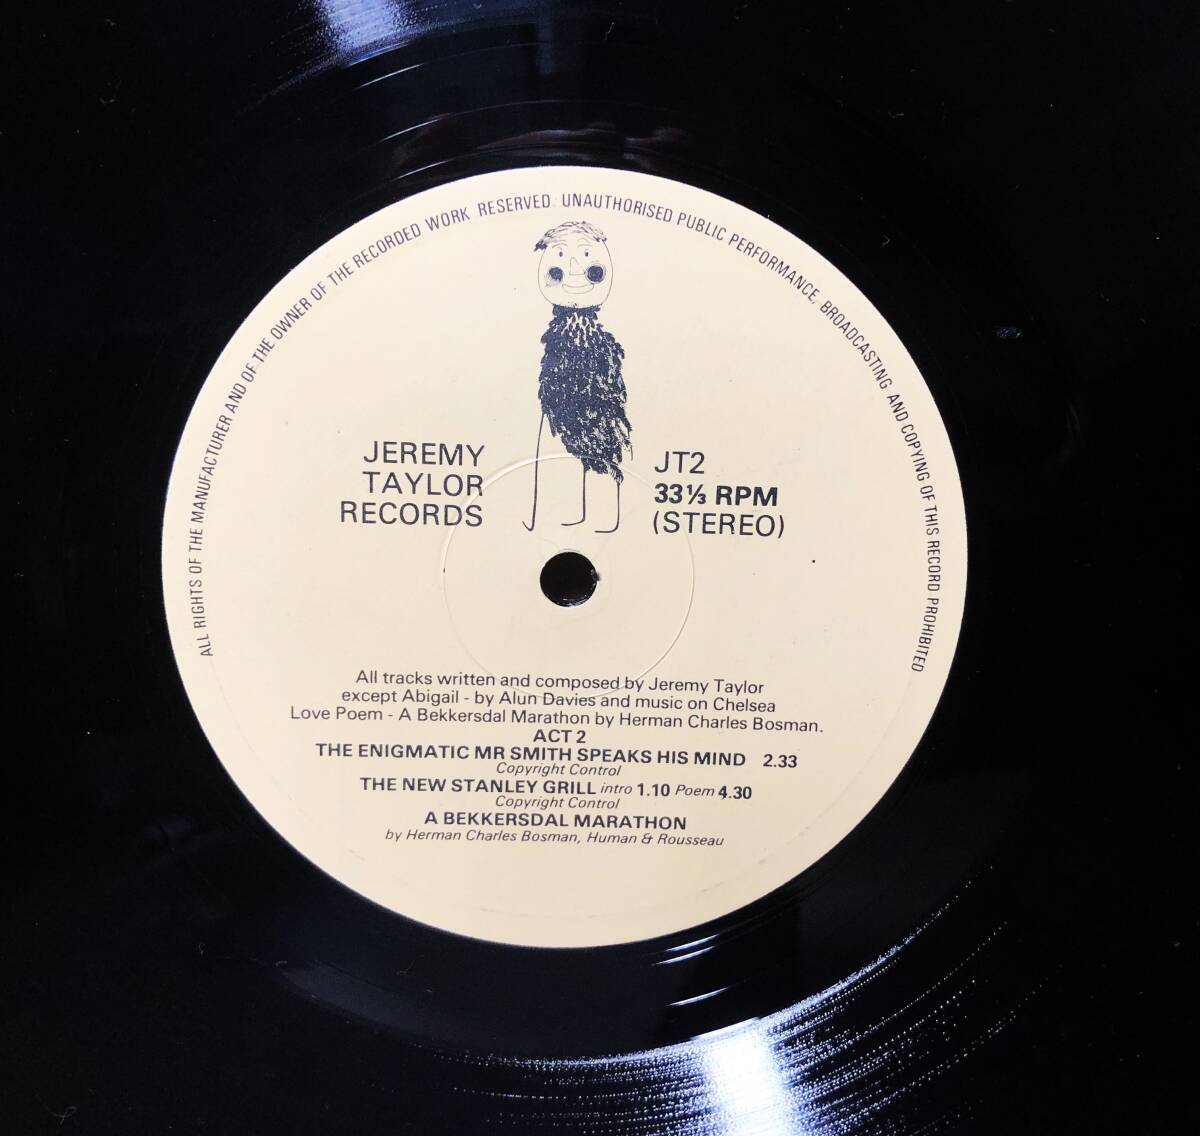 ALL RIGHTS OF THE MANUFACTURER AND OF THE OWNER OF THE RECORDED WORK RESERVED. UNAUTHORISED PUBLIC PERFORMANCE, BROADCASTING AND COPYING OF THIS RECORD PROHIBITED
JEREMY
TAYLOR
RECORDS
JT2
33⅓ RPM
(STEREO)
All tracks written and composed by Jeremy Taylor
except Abigail - by Alun Davies and music on Chelsea
Love Poem - A Bekkersdal Marathon by Herman Charles Bosman.
ACT 2
THE ENIGMATIC MR SMITH SPEAKS HIS MIND 2.33
Copyright Control
THE NEW STANLEY GRILL intro 1.10 Poem 4.30
Copyright Control
A BEKKERSDAL MARATHON
by Herman Charles Bosman, Human & Rousseau